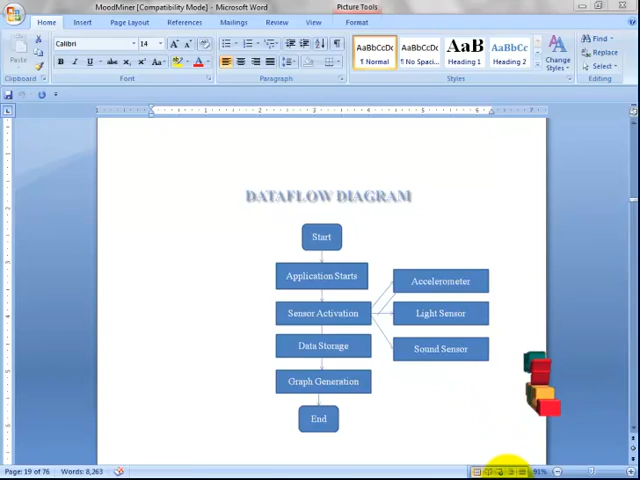 MoodMiner [Compatibility Mode] - Microsoft Word
Picture Tools
Home Insert Page Layout References Mailings Review View Format
Paste
Calibri 14
AaBbCcDc AaBbCcDc AaBbC AaBbCc
¶ Normal ¶ No Spaci... Heading 1 Heading 2
Change Styles
Find
Replace
Select
Clipboard Font Paragraph Styles Editing
DATAFLOW DIAGRAM
Start
Application Starts
Accelerometer
Sensor Activation
Light Sensor
Data Storage
Sound Sensor
Graph Generation
End
Page: 19 of 76 Words: 8,263 91%